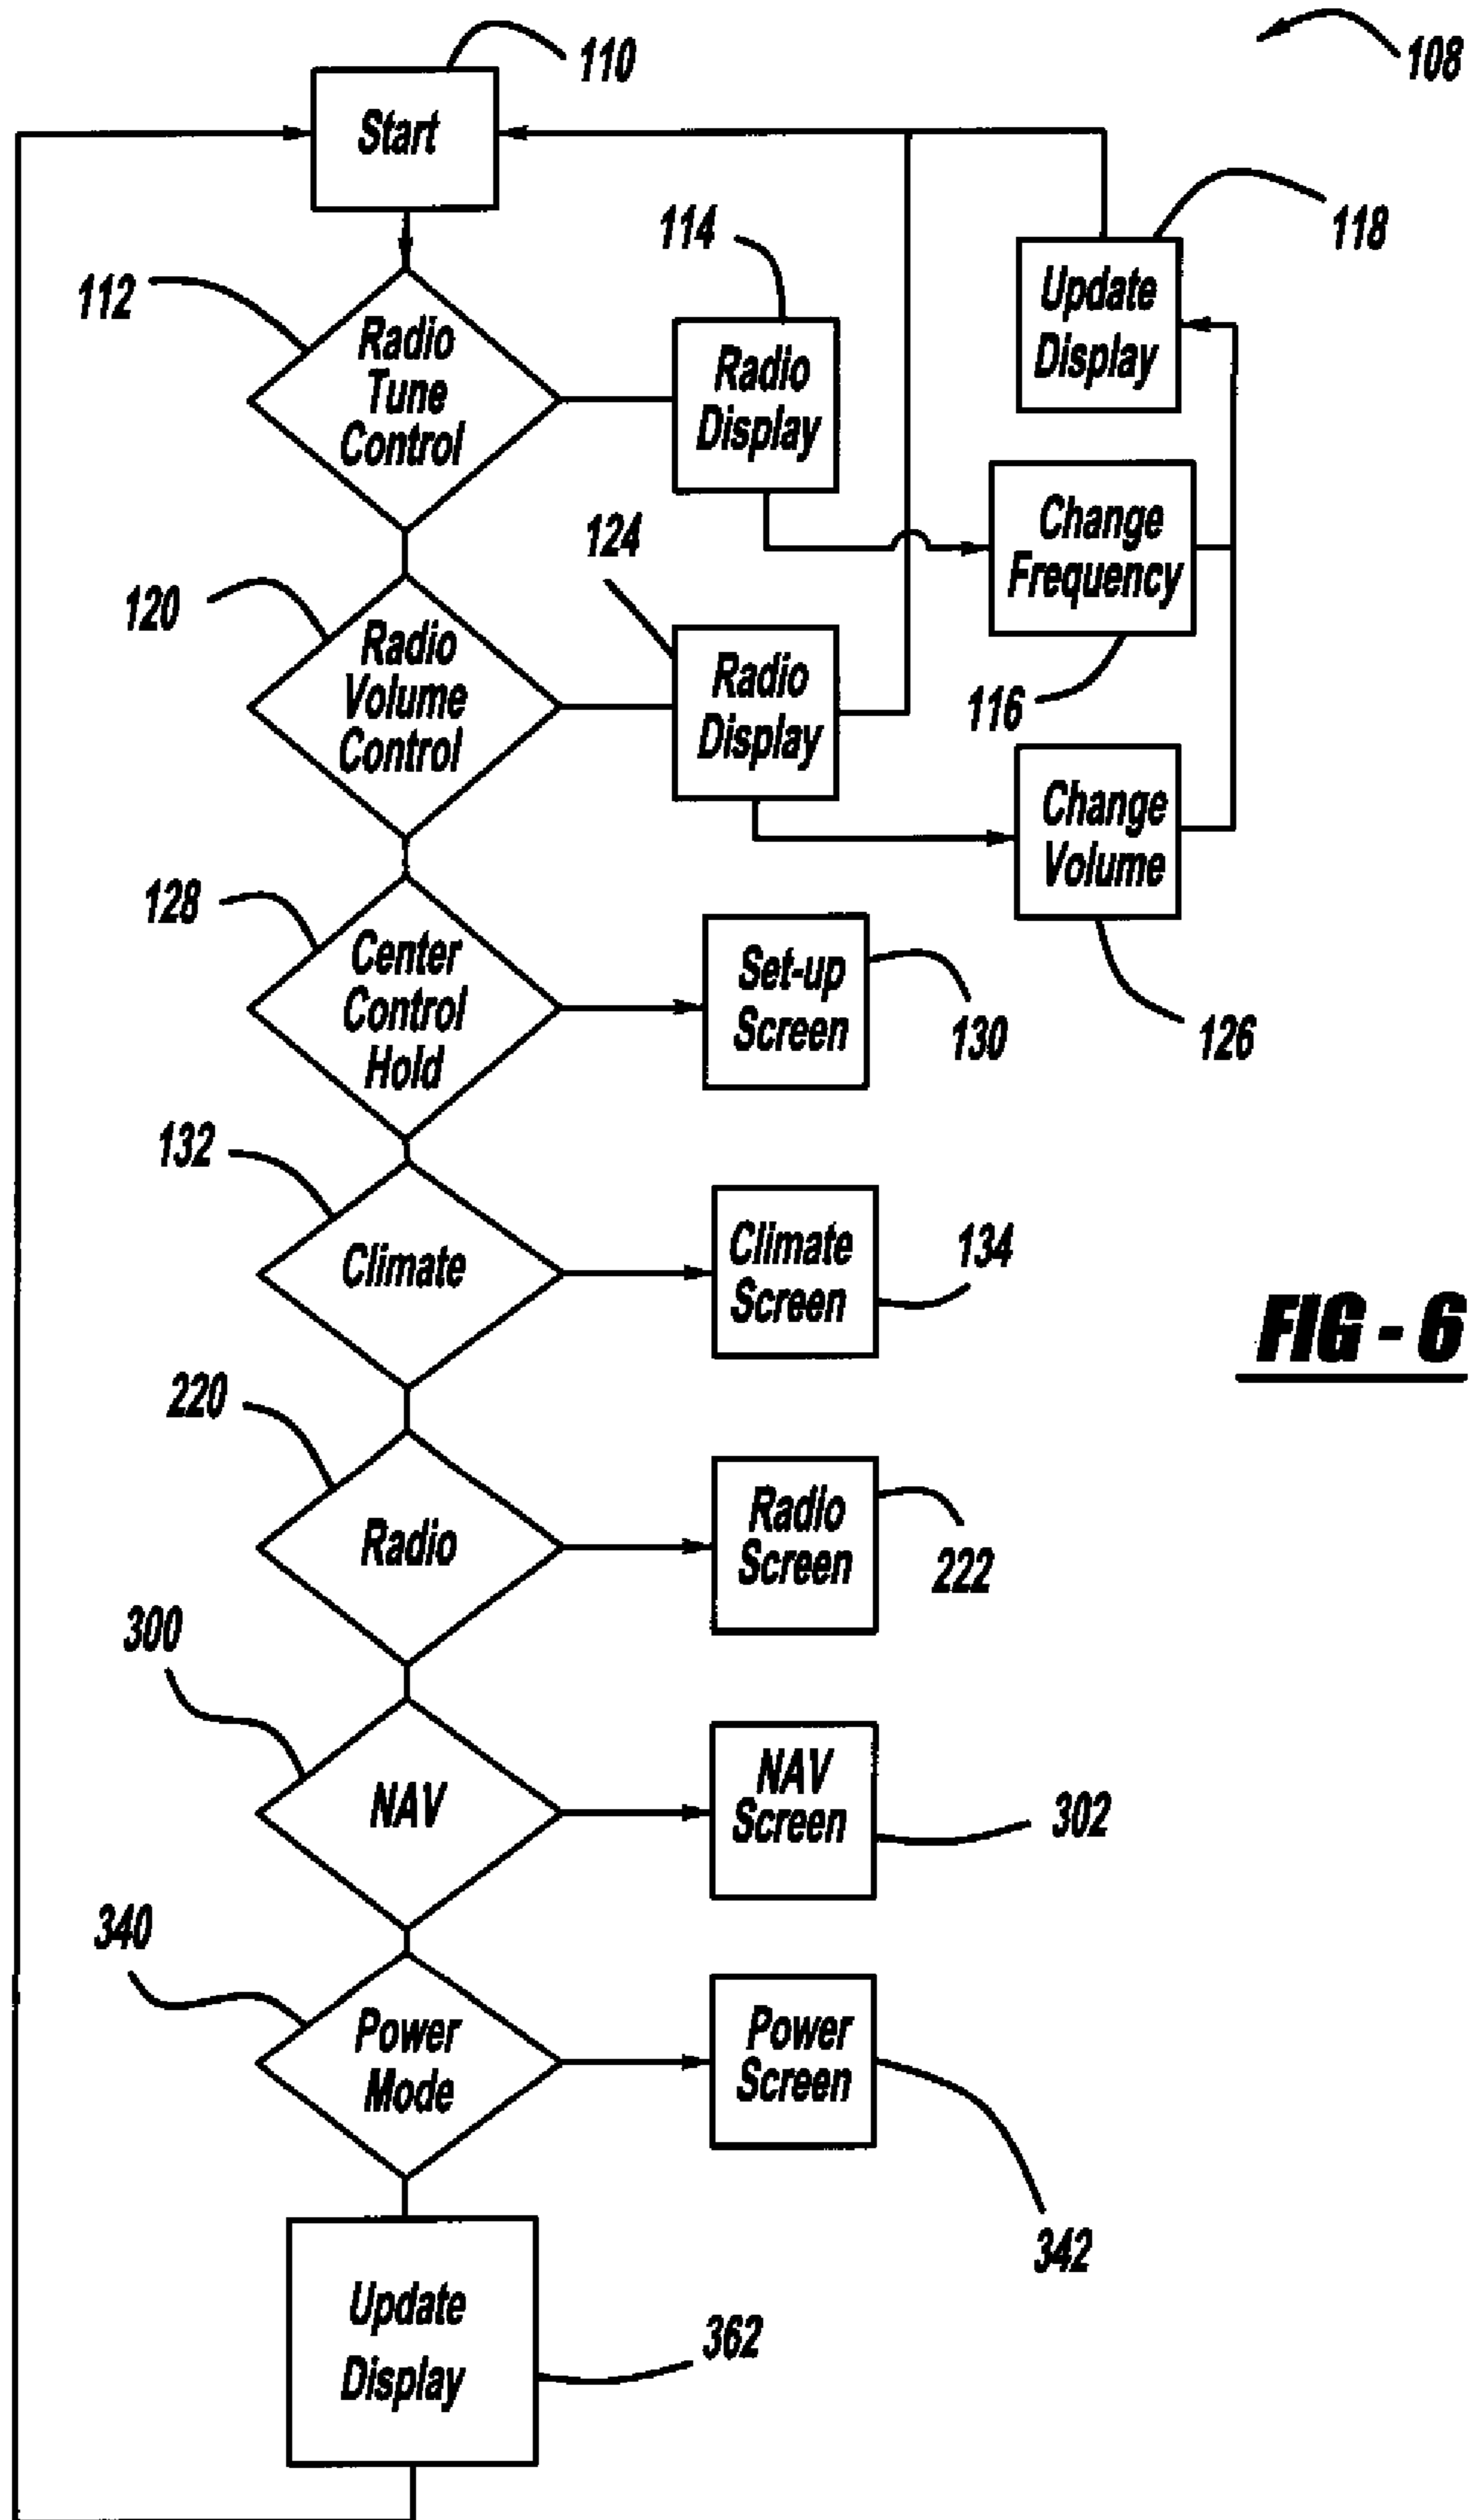 108
110
Start
114
118
112
Radio
Tune
Control
Radio
Display
Update
Display
124
Change
Frequency
120
116
Radio
Volume
Control
Radio
Display
Change
Volume
128
126
Center
Control
Hold
Set-up
Screen
130
132
Climate
Climate
Screen
134
FIG - 6
220
Radio
Radio
Screen
222
300
NAV
NAV
Screen
302
340
Power
Mode
Power
Screen
342
Update
Display
362